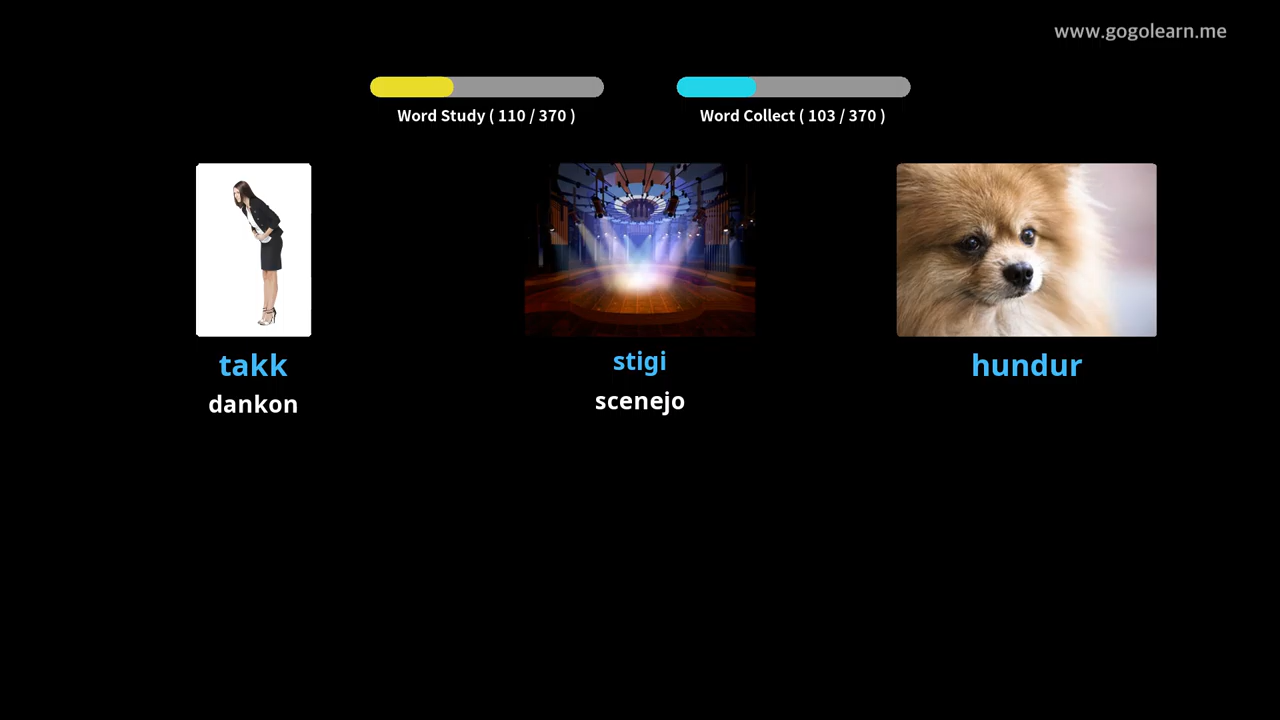 www.gogolearn.me
Word Study ( 110 / 370 )
Word Collect ( 103 / 370 )
takk
dankon
stigi
scenejo
hundur